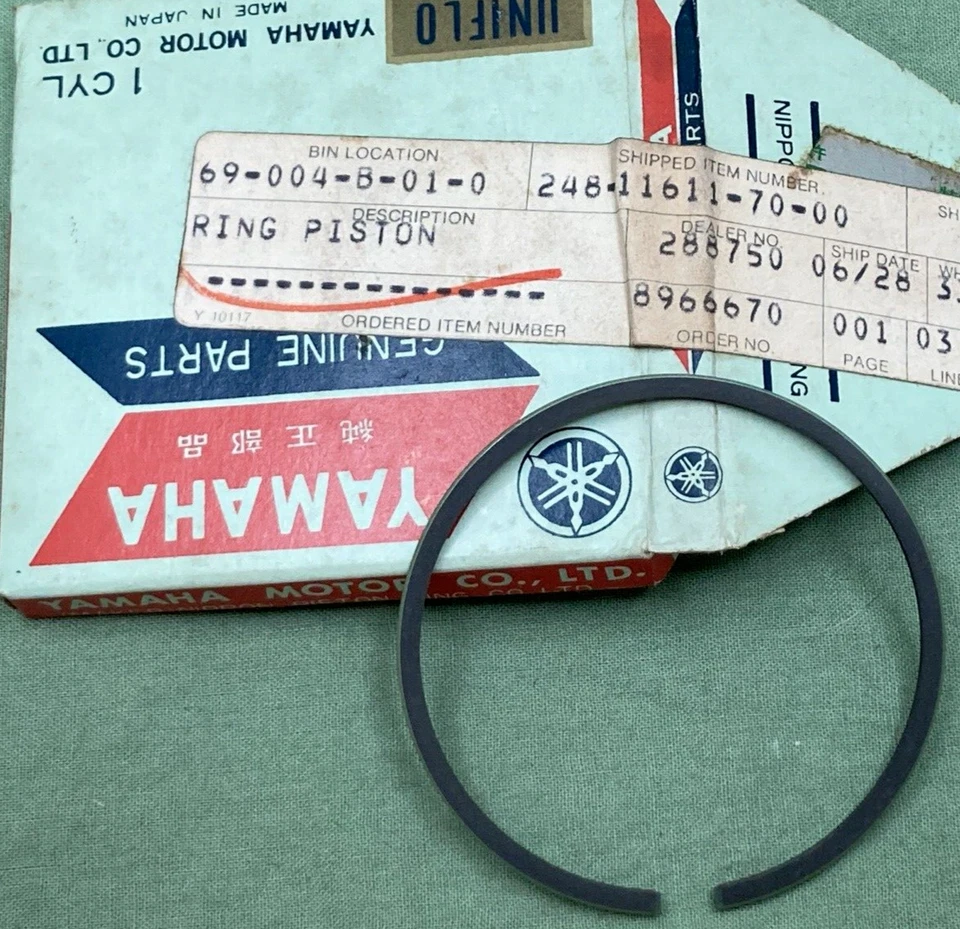 MADE IN JAPAN
YAMAHA MOTOR CO., LTD.
1 CYL
UNIFLO
PARTS
BIN LOCATION
69-004-B-01-0
SHIPPED ITEM NUMBER
248-11611-70-00
DESCRIPTION
RING PISTON
DEALER NO.
288750
SHIP DATE
06/28
ORDERED ITEM NUMBER
8966670
ORDER NO.
001
PAGE
03
Y 10117
GENUINE PARTS
純正部品
YAMAHA
YAMAHA MOTOR CO., LTD.